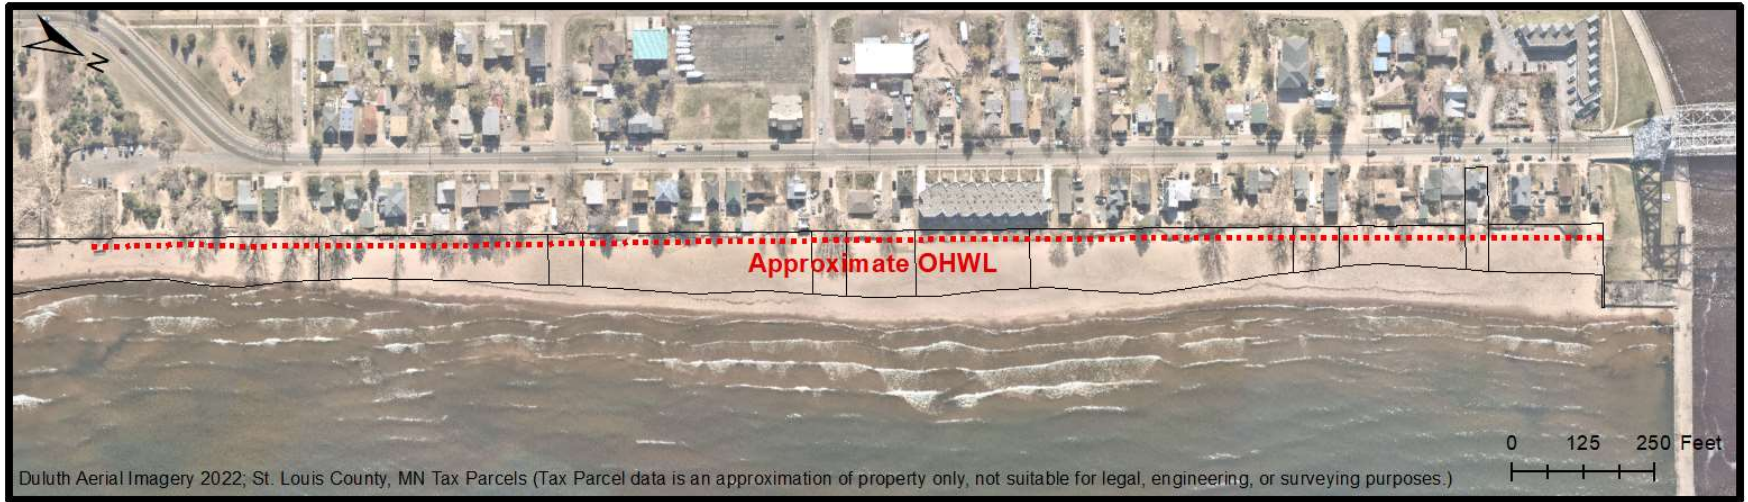 N
Approximate OHWL
0 125 250 Feet
Duluth Aerial Imagery 2022; St. Louis County, MN Tax Parcels (Tax Parcel data is an approximation of property only, not suitable for legal, engineering, or surveying purposes.)